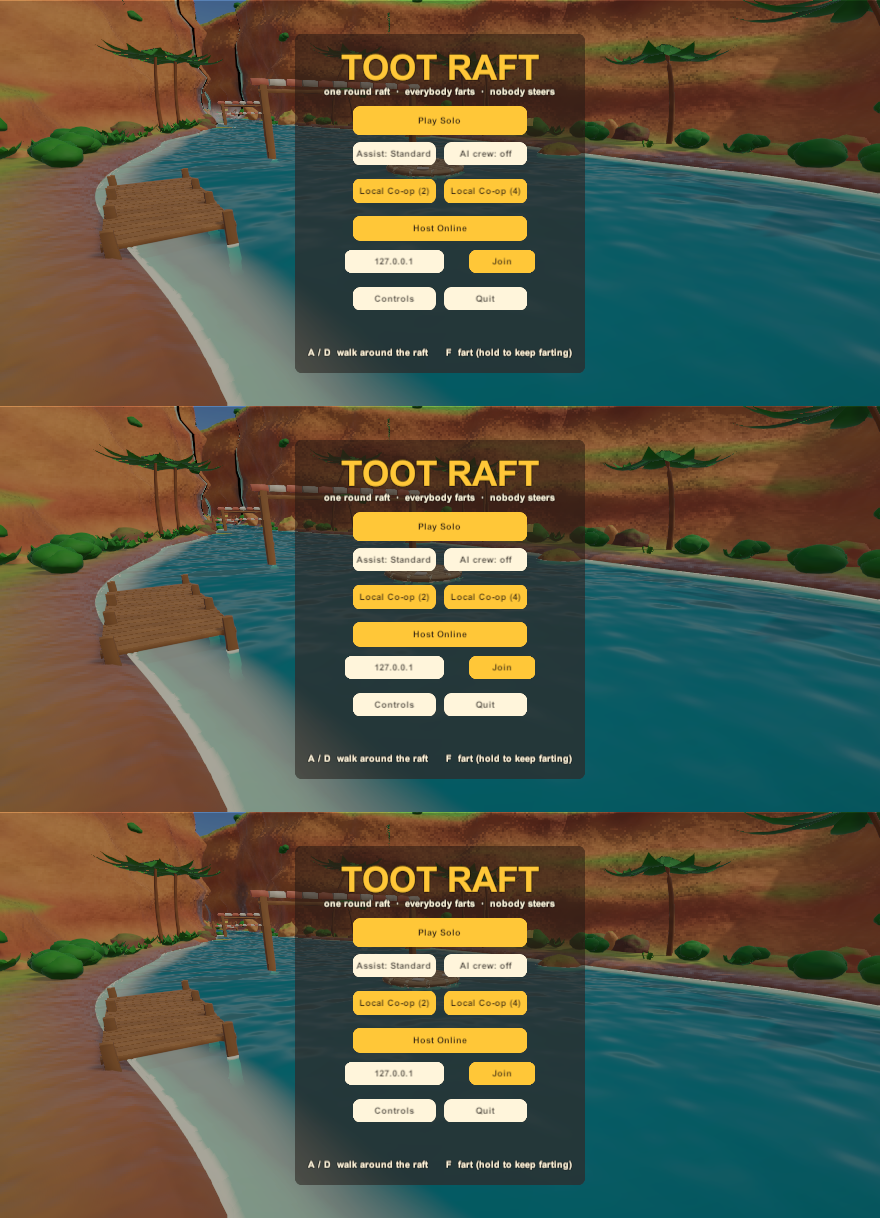 TOOT RAFT
one round raft · everybody farts · nobody steers
Play Solo
Assist: Standard AI crew: off
Local Co-op (2) Local Co-op (4)
Host Online
127.0.0.1 Join
Controls Quit
A / D walk around the raft F fart (hold to keep farting)
TOOT RAFT
one round raft · everybody farts · nobody steers
Play Solo
Assist: Standard AI crew: off
Local Co-op (2) Local Co-op (4)
Host Online
127.0.0.1 Join
Controls Quit
A / D walk around the raft F fart (hold to keep farting)
TOOT RAFT
one round raft · everybody farts · nobody steers
Play Solo
Assist: Standard AI crew: off
Local Co-op (2) Local Co-op (4)
Host Online
127.0.0.1 Join
Controls Quit
A / D walk around the raft F fart (hold to keep farting)